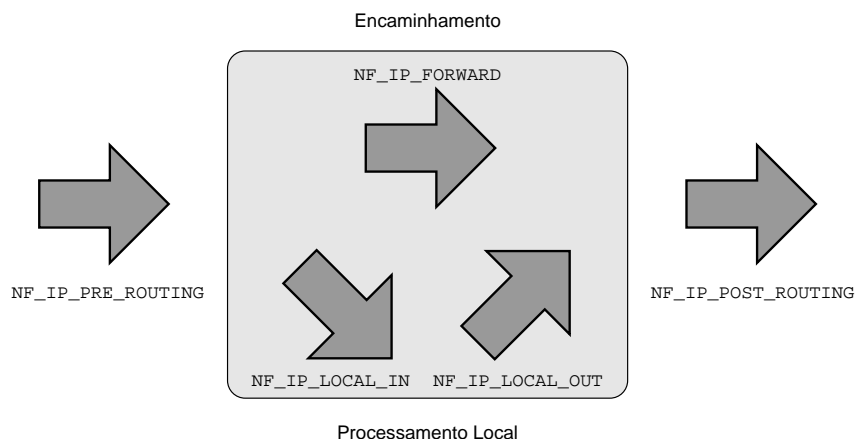 Encaminhamento
NF_IP_FORWARD
NF_IP_PRE_ROUTING
NF_IP_POST_ROUTING
NF_IP_LOCAL_IN
NF_IP_LOCAL_OUT
Processamento Local